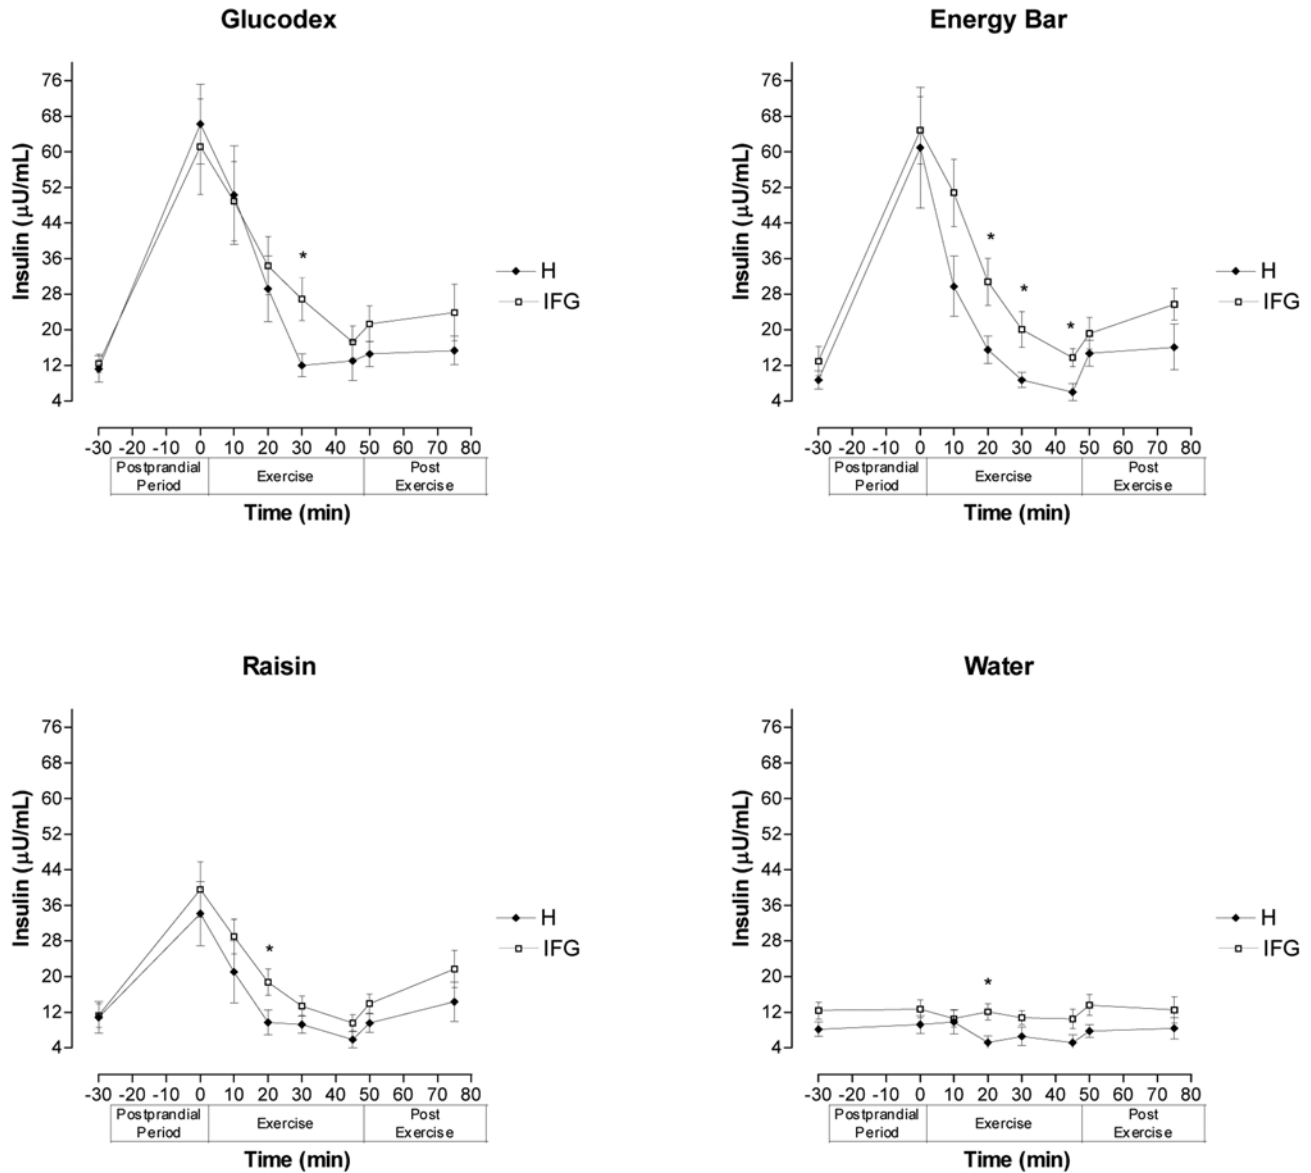 Glucodex
Insulin (µU/mL)
76
68
60
52
44
36
28
20
12
4
*
H
IFG
-30 -20 -10 0 10 20 30 40 50 60 70 80
Postprandial Period
Exercise
Post Exercise
Time (min)
Energy Bar
Insulin (µU/mL)
76
68
60
52
44
36
28
20
12
4
*
*
*
H
IFG
-30 -20 -10 0 10 20 30 40 50 60 70 80
Postprandial Period
Exercise
Post Exercise
Time (min)
Raisin
Insulin (µU/mL)
76
68
60
52
44
36
28
20
12
4
*
H
IFG
-30 -20 -10 0 10 20 30 40 50 60 70 80
Postprandial Period
Exercise
Post Exercise
Time (min)
Water
Insulin (µU/mL)
76
68
60
52
44
36
28
20
12
4
*
H
IFG
-30 -20 -10 0 10 20 30 40 50 60 70 80
Postprandial Period
Exercise
Post Exercise
Time (min)